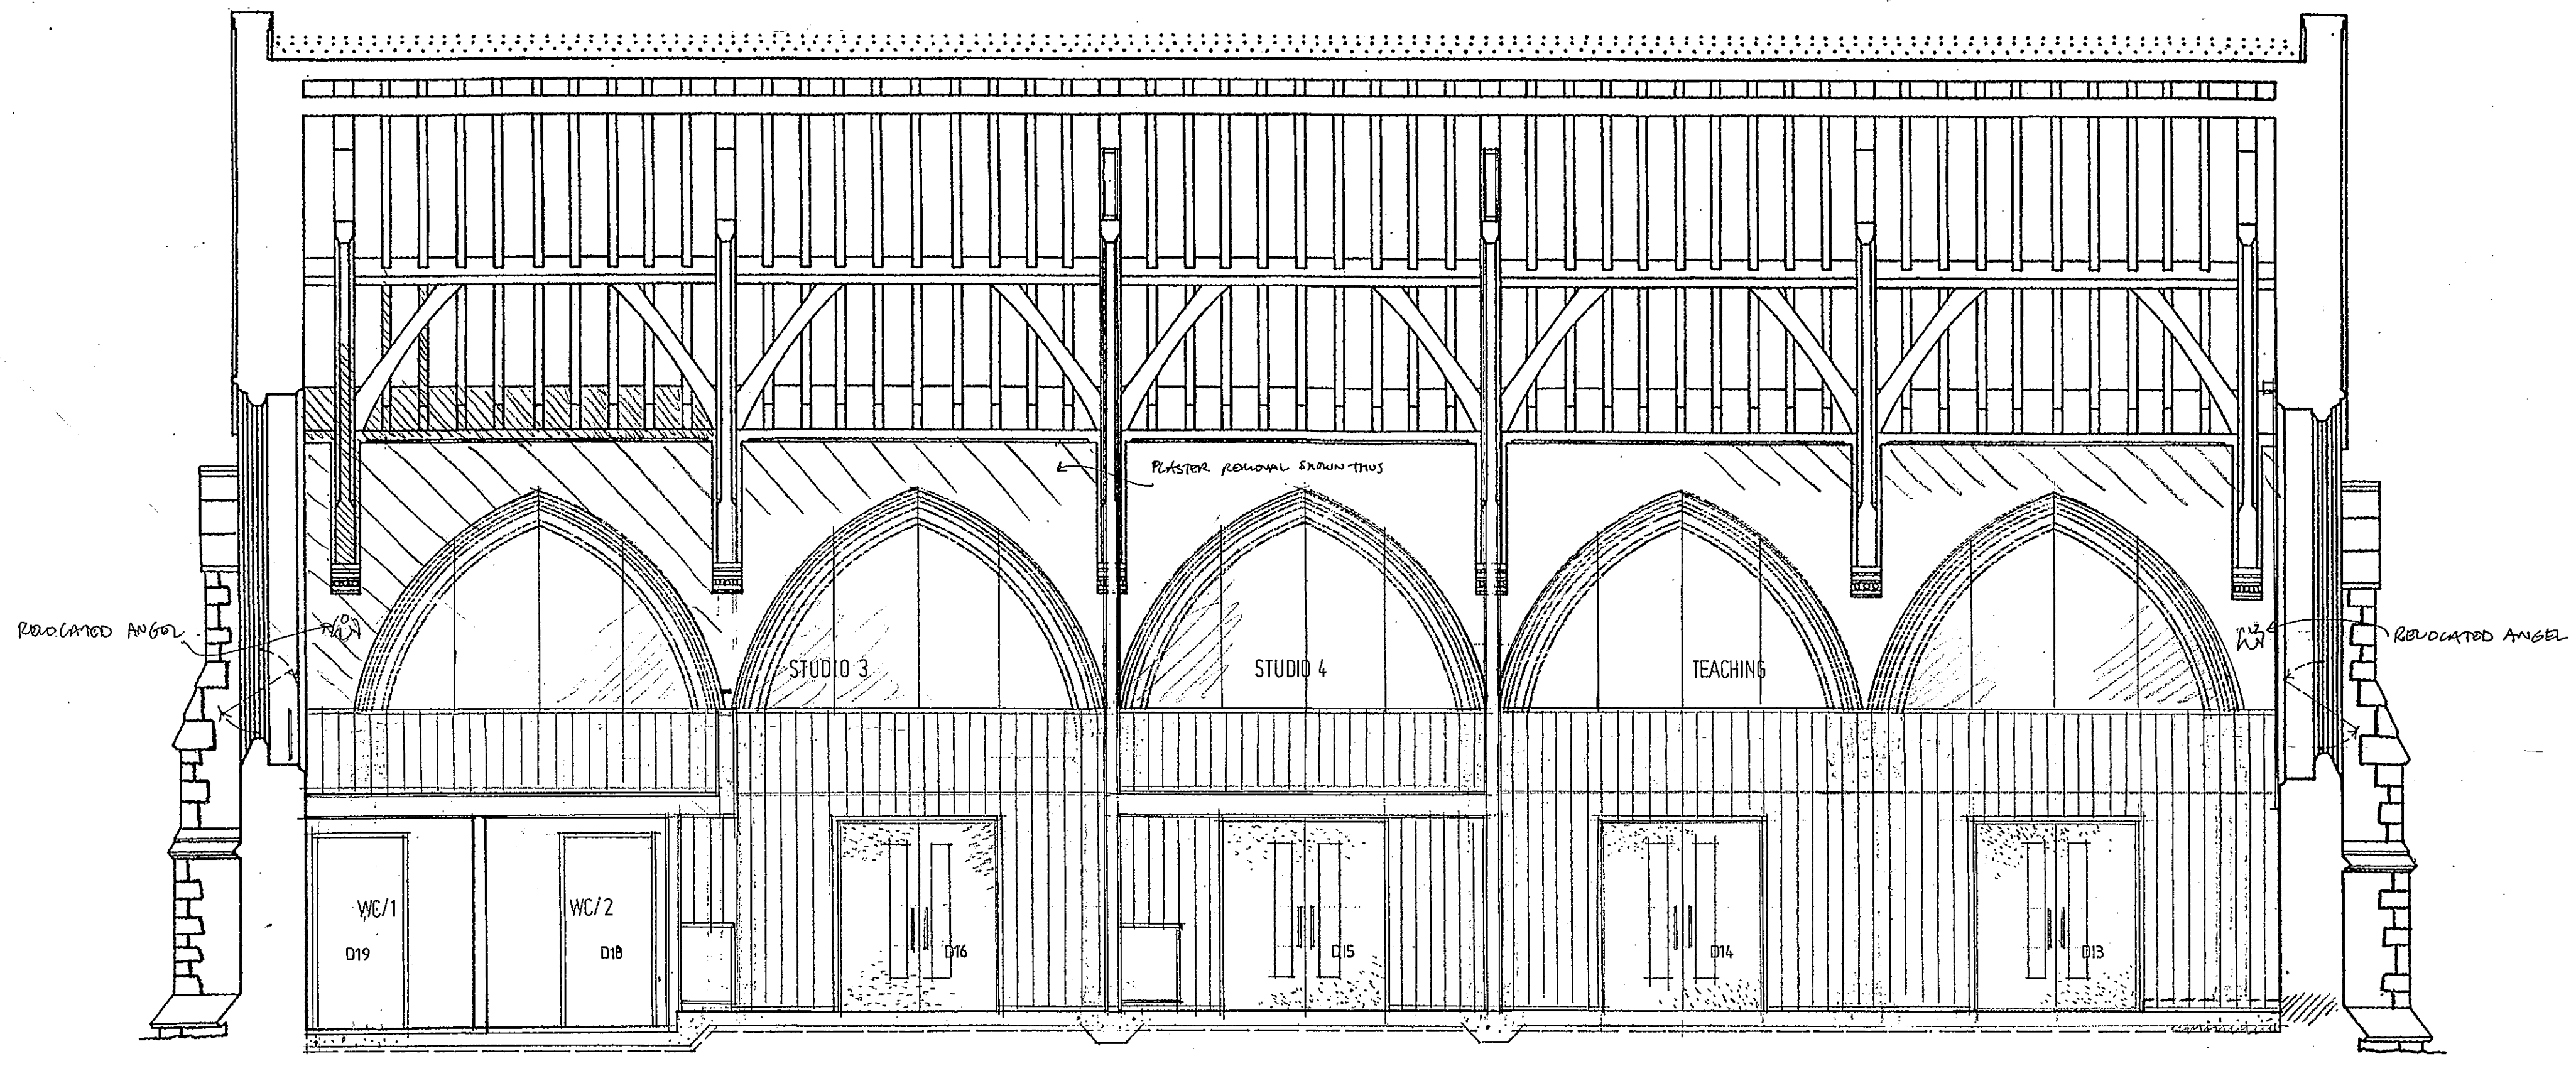 PLASTER REMOVAL SHOWN THUS
RELOCATED ANGEL
RELOCATED ANGEL
STUDIO 3
STUDIO 4
TEACHING
WC/1
WC/2
D19
D18
D16
D15
D14
D13